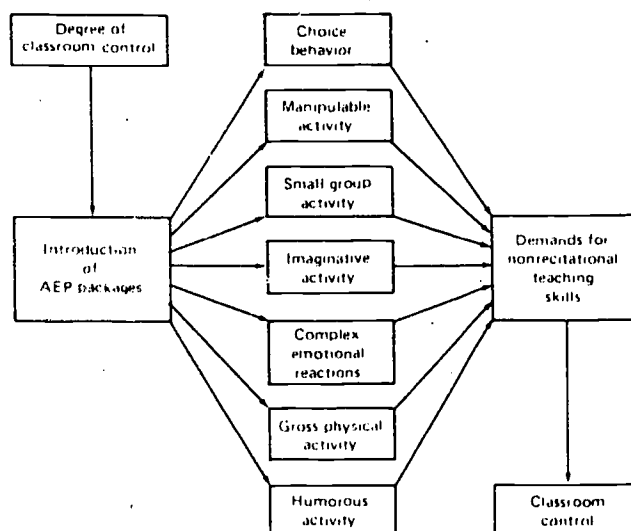 Degree of
classroom control
Choice
behavior
Manipulable
activity
Small group
activity
Introduction
of
AEP packages
Imaginative
activity
Demands for
nonrecitational
teaching
skills
Complex
emotional
reactions
Gross physical
activity
Humorous
activity
Classroom
control